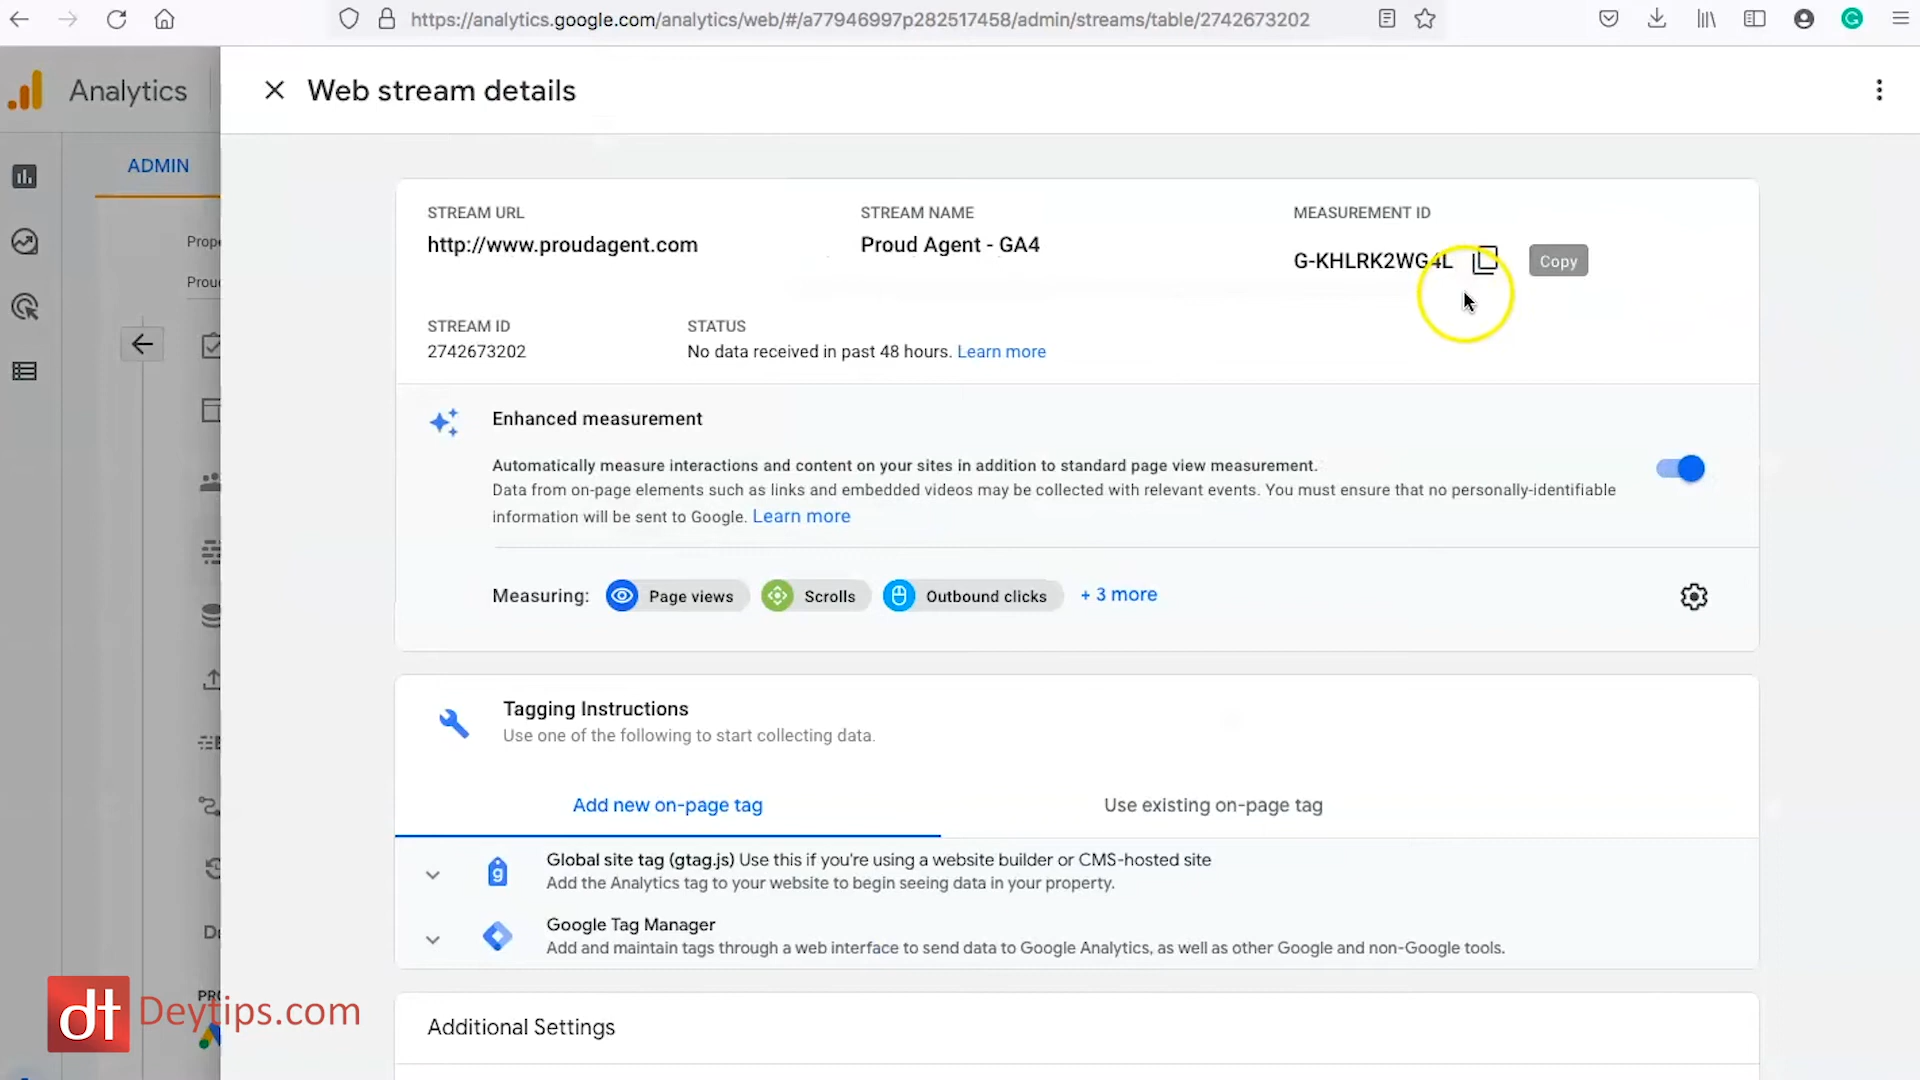 https://analytics.google.com/analytics/web/#/a77946997p282517458/admin/streams/table/2742673202
Analytics
Web stream details
ADMIN
STREAM URL
STREAM NAME
MEASUREMENT ID
http://www.proudagent.com
Proud Agent - GA4
G-KHLRK2WG4L
Copy
STREAM ID
STATUS
2742673202
No data received in past 48 hours. Learn more
Enhanced measurement
Automatically measure interactions and content on your sites in addition to standard page view measurement.
Data from on-page elements such as links and embedded videos may be collected with relevant events. You must ensure that no personally-identifiable
information will be sent to Google. Learn more
Measuring:
Page views
Scrolls
Outbound clicks
+ 3 more
Tagging Instructions
Use one of the following to start collecting data.
Add new on-page tag
Use existing on-page tag
Global site tag (gtag.js) Use this if you're using a website builder or CMS-hosted site
Add the Analytics tag to your website to begin seeing data in your property.
Google Tag Manager
Add and maintain tags through a web interface to send data to Google Analytics, as well as other Google and non-Google tools.
dt Deytips.com
Additional Settings